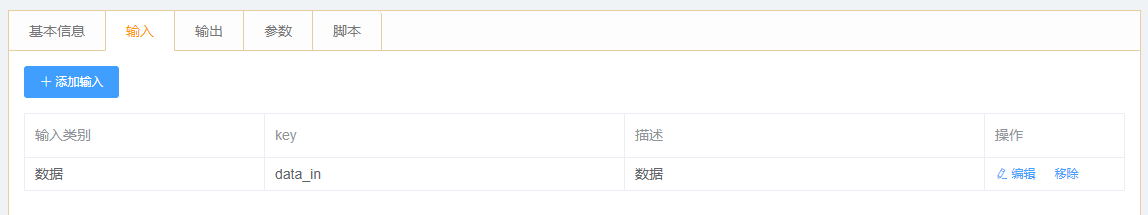 基本信息 输入 输出 参数 脚本
添加输入
输入类别 key 描述 操作
数据 data_in 数据 编辑 移除